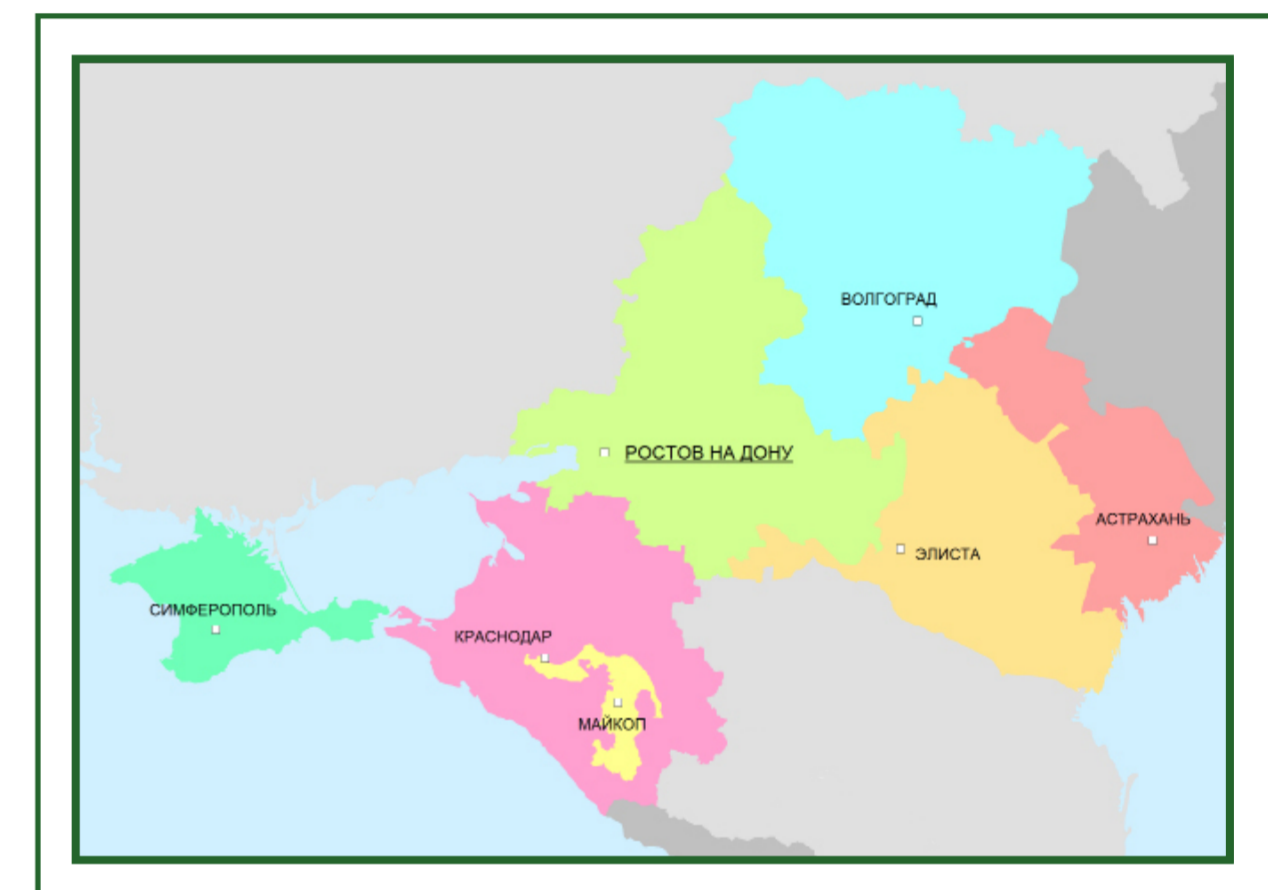 ВОЛГОГРАД
РОСТОВ НА ДОНУ
АСТРАХАНЬ
ЭЛИСТА
СИМФЕРОПОЛЬ
КРАСНОДАР
МАЙКОП